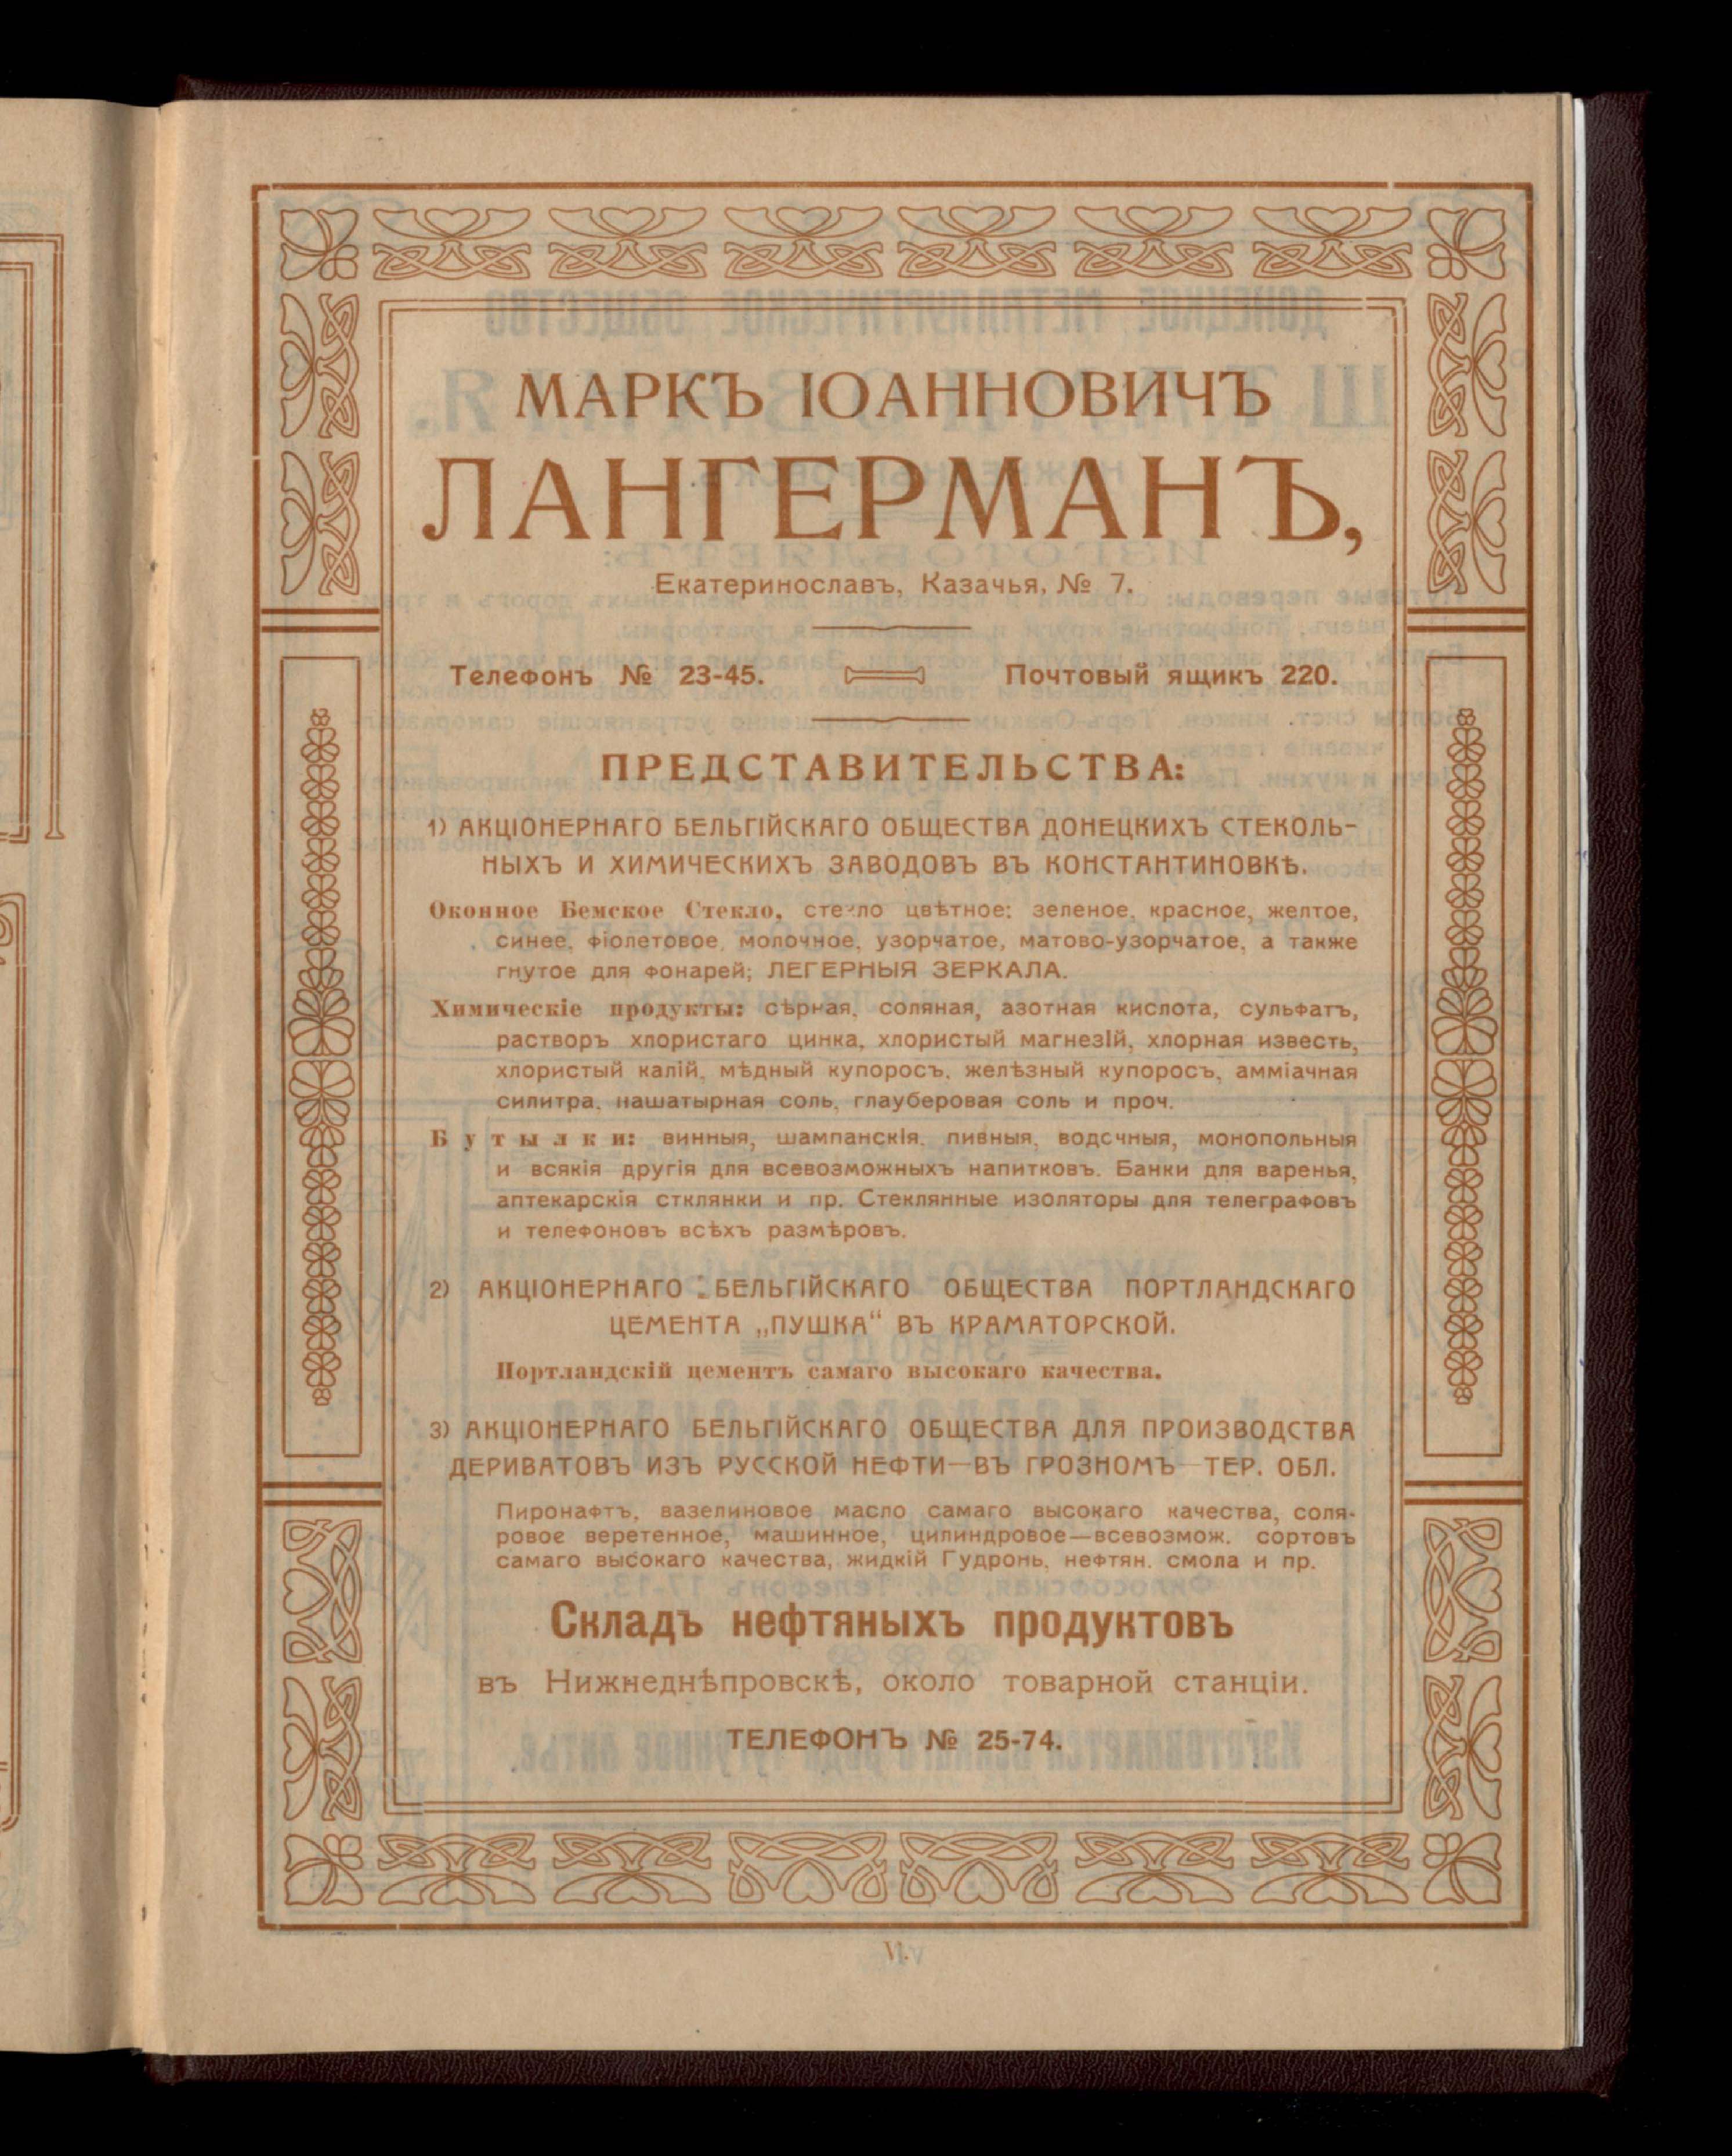 МАРКЪ ІОАННОВИЧЪ
ЛАНГЕРМАНЪ,
Екатеринославъ, Казачья, № 7.
Телефонъ № 23-45. Почтовый ящикъ 220.
ПРЕДСТАВИТЕЛЬСТВА:
1) АКЦІОНЕРНАГО БЕЛЬГІЙСКАГО ОБЩЕСТВА ДОНЕЦКИХЪ СТЕКОЛЬ-
НЫХЪ И ХИМИЧЕСКИХЪ ЗАВОДОВЪ ВЪ КОНСТАНТИНОВКѢ.
Оконное Бемское Стекло, стекло цвѣтное: зеленое, красное, желтое,
синее, фіолетовое, молочное, узорчатое, матово-узорчатое, а также
гнутое для фонарей; ЛЕГЕРНЫЯ ЗЕРКАЛА.
Химическіе продукты: сѣрная, соляная, азотная кислота, сульфатъ,
растворъ хлористаго цинка, хлористый магнезій, хлорная известь,
хлористый калій, мѣдный купоросъ, желѣзный купоросъ, амміачная
силитра, нашатырная соль, глауберовая соль и проч.
Бутылки: винныя, шампанскія, пивныя, водочныя, монопольныя
и всякія другія для всевозможныхъ напитковъ. Банки для варенья,
аптекарскія стклянки и пр. Стеклянные изоляторы для телеграфовъ
и телефоновъ всѣхъ размѣровъ.
2) АКЦІОНЕРНАГО БЕЛЬГІЙСКАГО ОБЩЕСТВА ПОРТЛАНДСКАГО
ЦЕМЕНТА „ПУШКА“ ВЪ КРАМАТОРСКОЙ.
Портландскій цементъ самаго высокаго качества.
3) АКЦІОНЕРНАГО БЕЛЬГІЙСКАГО ОБЩЕСТВА ДЛЯ ПРОИЗВОДСТВА
ДЕРИВАТОВЪ ИЗЪ РУССКОЙ НЕФТИ—ВЪ ГРОЗНОМЪ—ТЕР. ОБЛ.
Пиронафтъ, вазелиновое масло самаго высокаго качества, соля-
ровое веретенное, машинное, цилиндровое—всевозмож. сортовъ
самаго высокаго качества, жидкій Гудронь, нефтян. смола и пр.
Складъ нефтяныхъ продуктовъ
въ Нижнеднѣпровскѣ, около товарной станціи.
ТЕЛЕФОНЪ № 25-74.
VI.